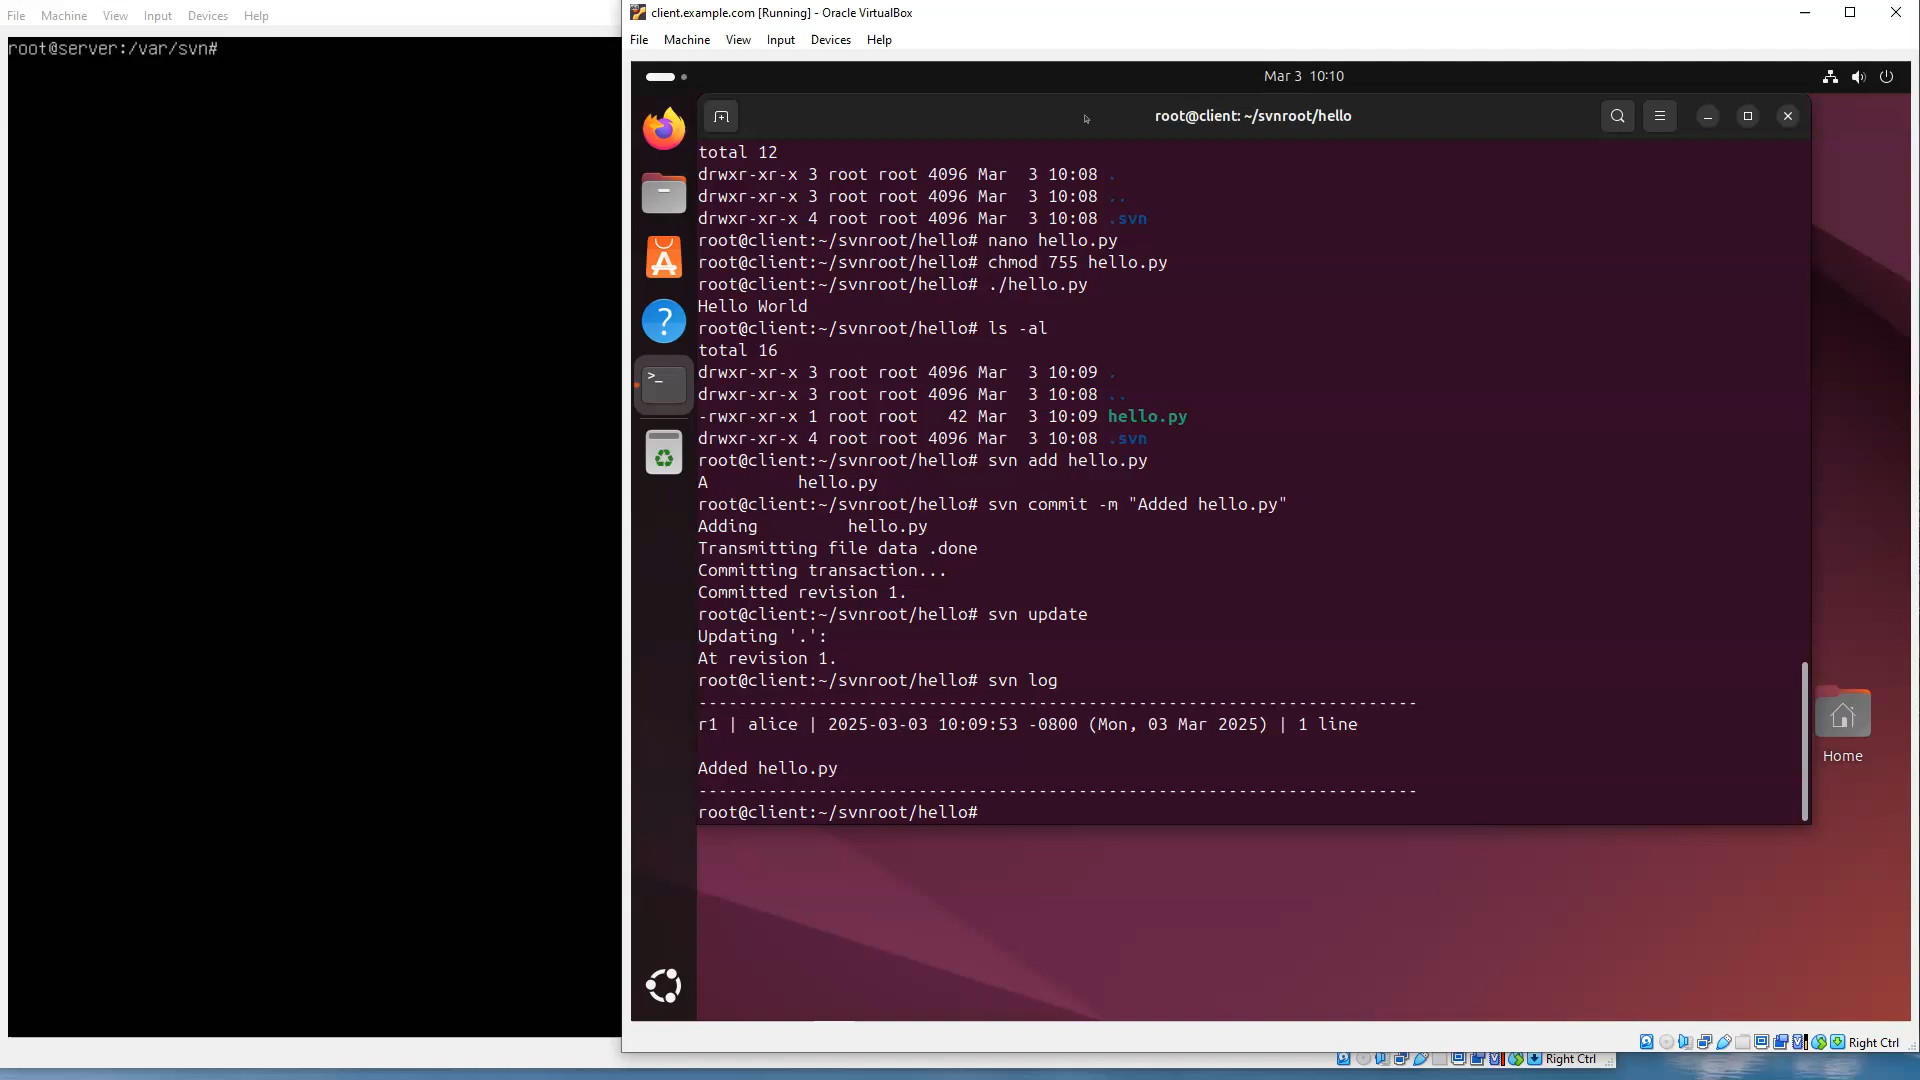 File Machine View Input Devices Help
root@server:/var/svn#
client.example.com [Running] - Oracle VirtualBox
File Machine View Input Devices Help
Mar 3 10:10
root@client: ~/svnroot/hello
total 12
drwxr-xr-x 3 root root 4096 Mar  3 10:08 .
drwxr-xr-x 3 root root 4096 Mar  3 10:08 ..
drwxr-xr-x 4 root root 4096 Mar  3 10:08 .svn
root@client:~/svnroot/hello# nano hello.py
root@client:~/svnroot/hello# chmod 755 hello.py
root@client:~/svnroot/hello# ./hello.py
Hello World
root@client:~/svnroot/hello# ls -al
total 16
drwxr-xr-x 3 root root 4096 Mar  3 10:09 .
drwxr-xr-x 3 root root 4096 Mar  3 10:08 ..
-rwxr-xr-x 1 root root   42 Mar  3 10:09 hello.py
drwxr-xr-x 4 root root 4096 Mar  3 10:08 .svn
root@client:~/svnroot/hello# svn add hello.py
A         hello.py
root@client:~/svnroot/hello# svn commit -m "Added hello.py"
Adding         hello.py
Transmitting file data .done
Committing transaction...
Committed revision 1.
root@client:~/svnroot/hello# svn update
Updating '.':
At revision 1.
root@client:~/svnroot/hello# svn log
------------------------------------------------------------------------
r1 | alice | 2025-03-03 10:09:53 -0800 (Mon, 03 Mar 2025) | 1 line
Added hello.py
------------------------------------------------------------------------
root@client:~/svnroot/hello#
Home
Right Ctrl
Right Ctrl